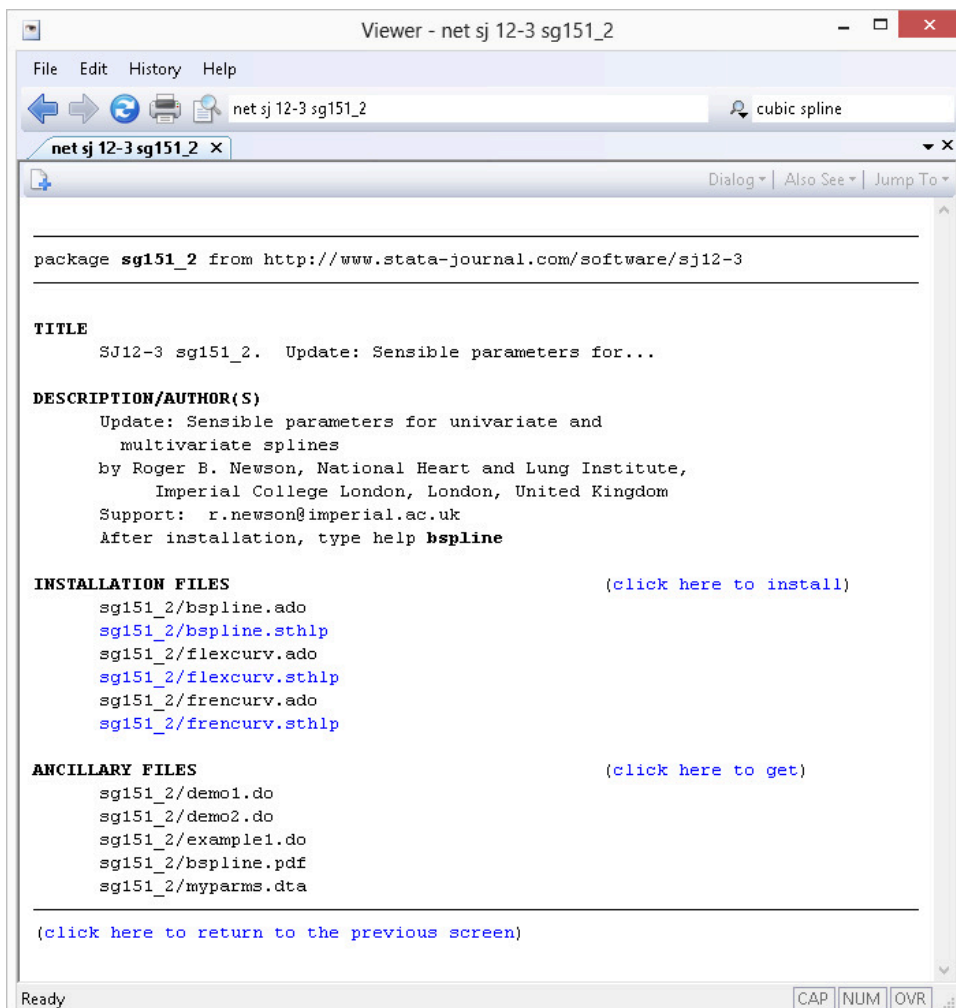 Viewer - net sj 12-3 sg151_2
File Edit History Help
net sj 12-3 sg151_2 cubic spline
net sj 12-3 sg151_2
Dialog Also See Jump To
package sg151_2 from http://www.stata-journal.com/software/sj12-3
TITLE
SJ12-3 sg151_2. Update: Sensible parameters for...
DESCRIPTION/AUTHOR(S)
Update: Sensible parameters for univariate and
multivariate splines
by Roger B. Newson, National Heart and Lung Institute,
Imperial College London, London, United Kingdom
Support: r.newson@imperial.ac.uk
After installation, type help bspline
INSTALLATION FILES (click here to install)
sg151_2/bspline.ado
sg151_2/bspline.sthlp
sg151_2/flexcurv.ado
sg151_2/flexcurv.sthlp
sg151_2/frencurv.ado
sg151_2/frencurv.sthlp
ANCILLARY FILES (click here to get)
sg151_2/demo1.do
sg151_2/demo2.do
sg151_2/example1.do
sg151_2/bspline.pdf
sg151_2/myparms.dta
(click here to return to the previous screen)
Ready CAP NUM OVR